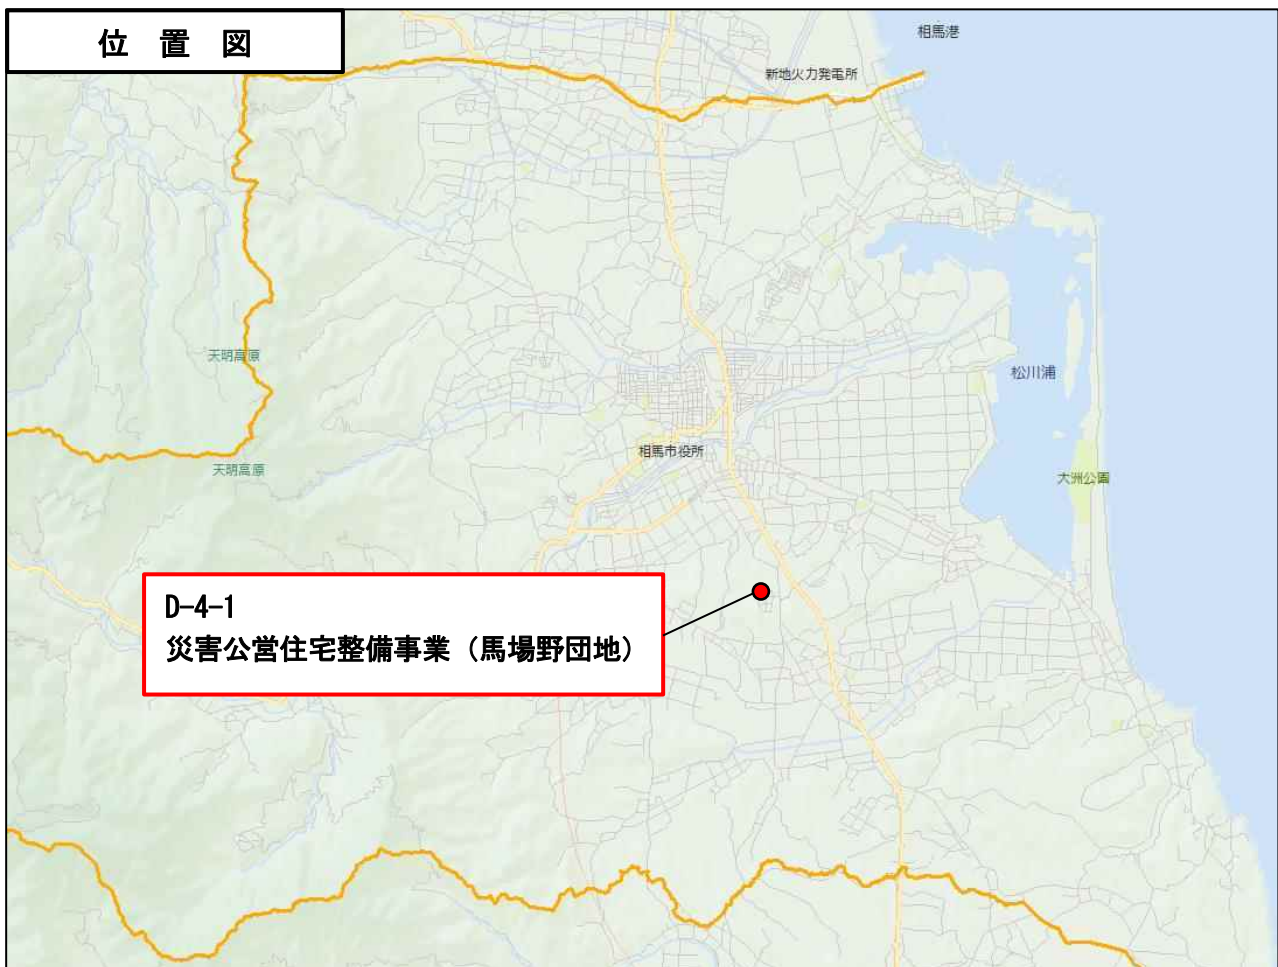 位 置 図
相馬港
新地火力発電所
天明高原
松川浦
相馬市役所
天明高原
大洲公園
D-4-1
災害公営住宅整備事業（馬場野団地）